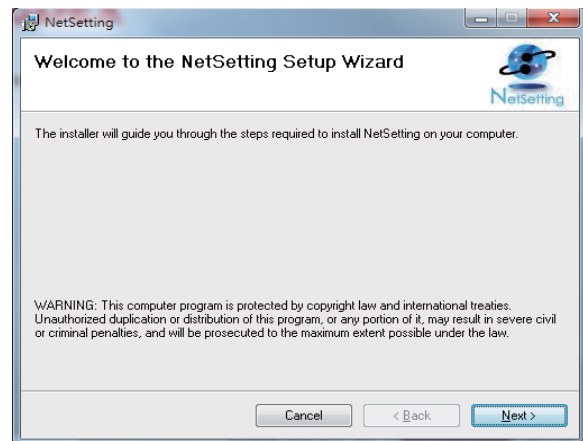 NetSetting
Welcome to the NetSetting Setup Wizard
NetSetting
The installer will guide you through the steps required to install NetSetting on your computer.
WARNING: This computer program is protected by copyright law and international treaties.
Unauthorized duplication or distribution of this program, or any portion of it, may result in severe civil
or criminal penalties, and will be prosecuted to the maximum extent possible under the law.
Cancel
< Back
Next >